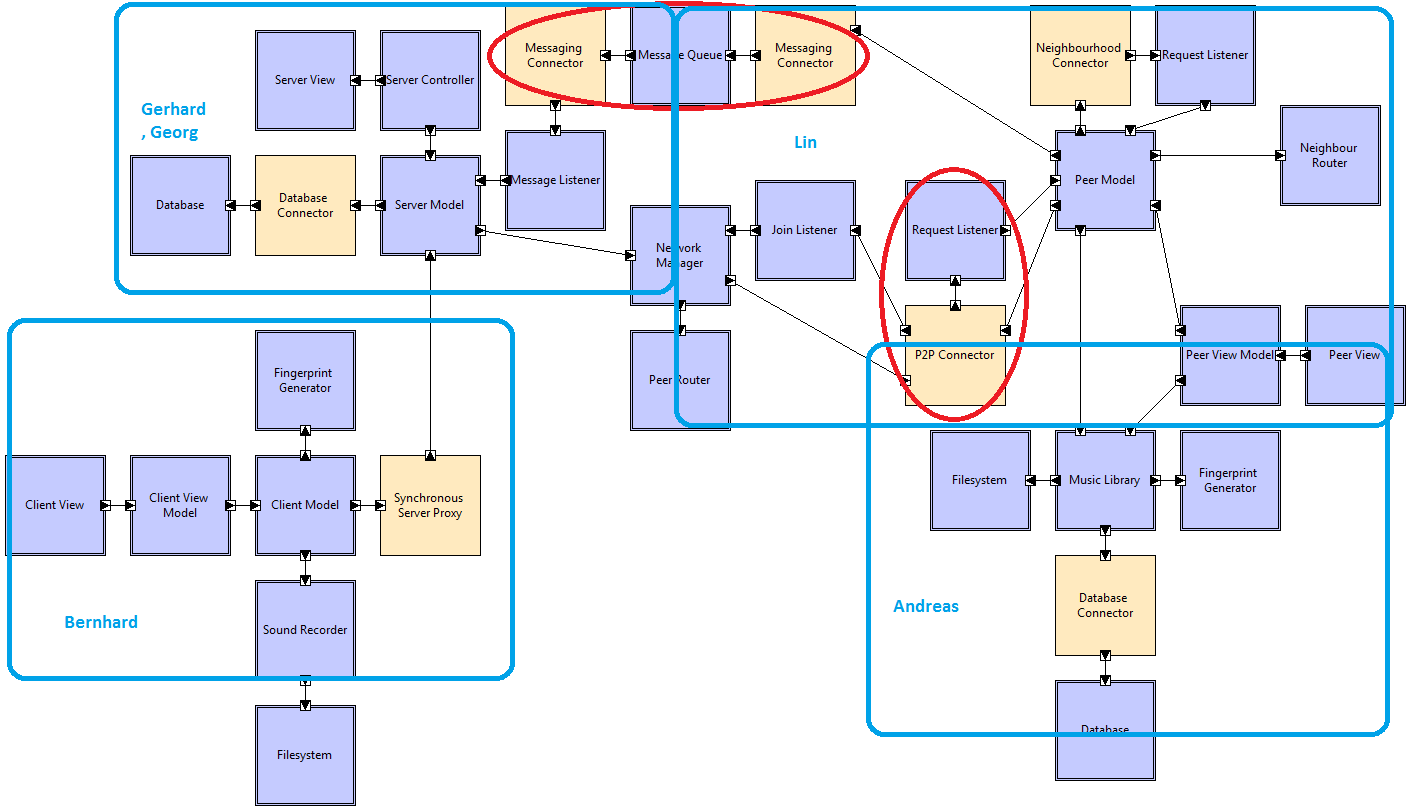 Messaging
Connector
Message Queue
Messaging
Connector
Neighbourhood
Connector
Request Listener
Server View
Server Controller
Gerhard
, Georg
Lin
Neighbour
Router
Database
Database
Connector
Server Model
Message Listener
Peer Model
Network
Manager
Join Listener
Request Listener
Peer Router
P2P Connector
Peer View Model
Peer View
Fingerprint
Generator
Client View
Client View
Model
Client Model
Synchronous
Server Proxy
Filesystem
Music Library
Fingerprint
Generator
Bernhard
Sound Recorder
Andreas
Database
Connector
Filesystem
Database